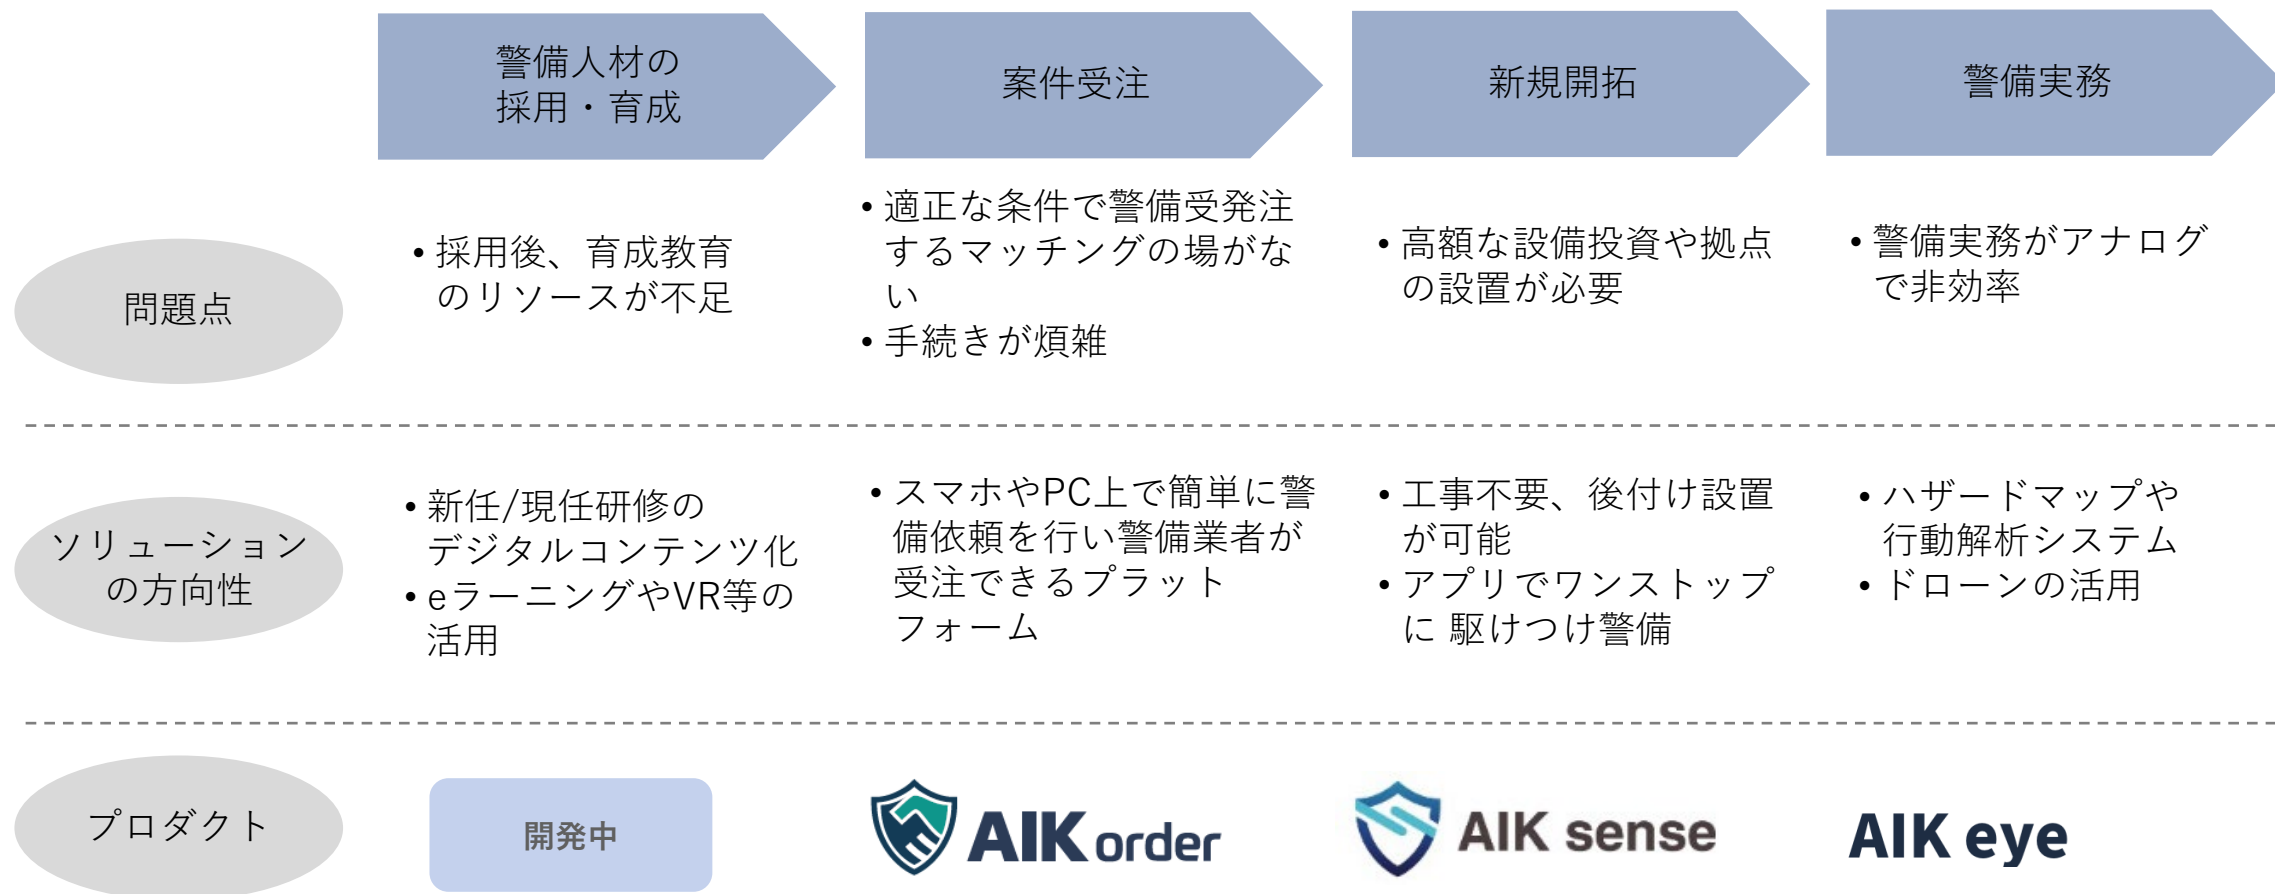 警備人材の
採用・育成
案件受注
新規開拓
警備実務
問題点
• 採用後、育成教育
のリソースが不足
• 適正な条件で警備受発注
するマッチングの場がな
い
• 手続きが煩雑
• 高額な設備投資や拠点
の設置が必要
• 警備実務がアナログ
で非効率
ソリューション
の方向性
• 新任/現任研修の
デジタルコンテンツ化
• eラーニングやVR等の
活用
• スマホやPC上で簡単に警
備依頼を行い警備業者が
受注できるプラット
フォーム
• 工事不要、後付け設置
が可能
• アプリでワンストップ
に 駆けつけ警備
• ハザードマップや
行動解析システム
• ドローンの活用
プロダクト
開発中
AIK order
AIK sense
AIK eye